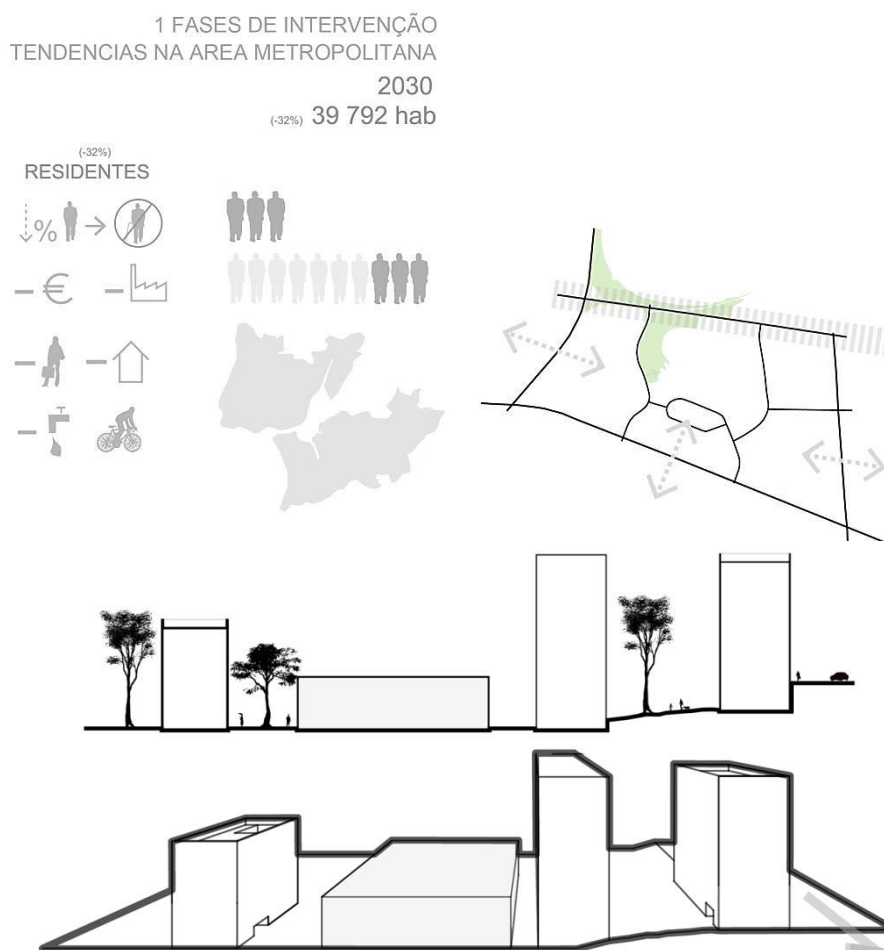 1 FASES DE INTERVENÇÃO
TENDENCIAS NA AREA METROPOLITANA
2030
(-32%) 39 792 hab
(-32%)
RESIDENTES
%
€